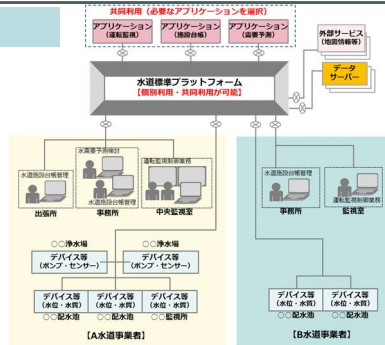 共同利用（必要なアプリケーションを選択）
アプリケーション
（運転監視）
アプリケーション
（施設台帳）
アプリケーション
（需要予測）
外部サービス
（地図情報等）
データ
サーバー
水道標準プラットフォーム
【個別利用・共同利用が可能】
水需要予測検討
水道施設台帳管理
運転監視制御業務
水道施設台帳管理
出張所
事務所
中央監視室
水道施設台帳管理
運転監視制御業務
事務所
監視室
○○浄水場
○○浄水場
デバイス等
（ポンプ・センサー）
デバイス等
（ポンプ・センサー）
デバイス等
（水位・水質）
デバイス等
（水位・水質）
デバイス等
（水位・水質）
○○配水池
○○配水池
○○監視所
デバイス等
（水位・水質）
デバイス等
（水位・水質）
○○配水池
○○配水池
【A水道事業者】
【B水道事業者】